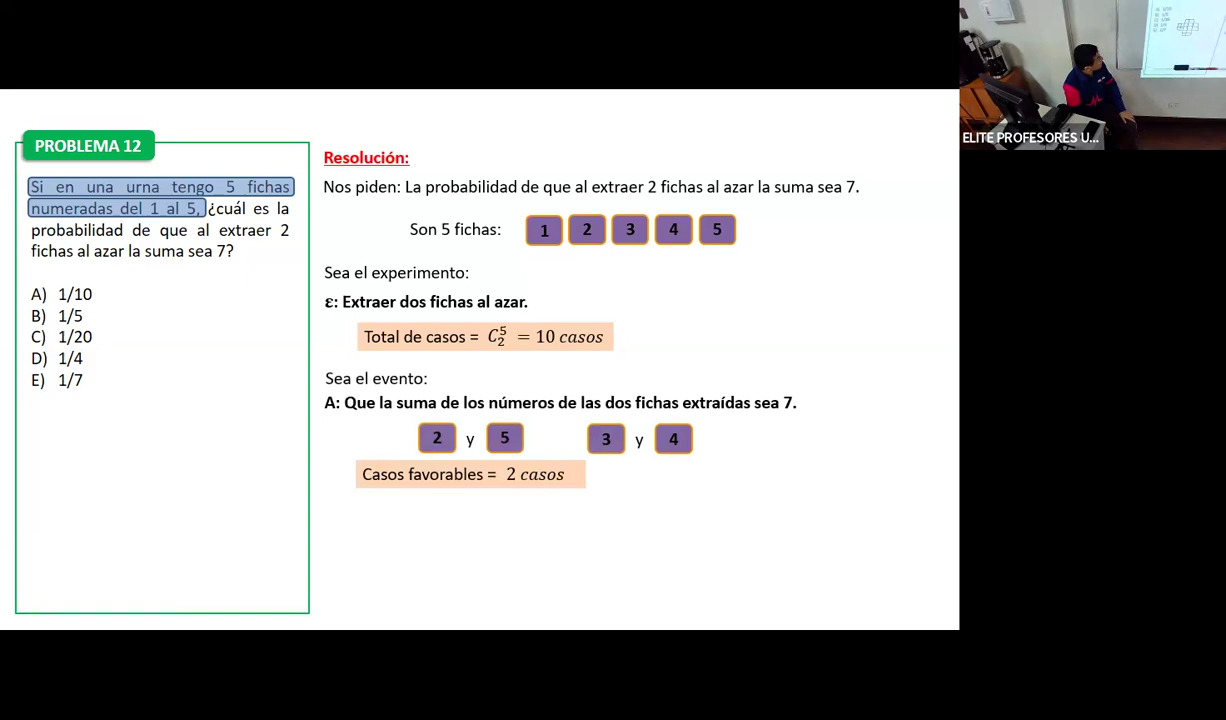 PROBLEMA 12
Si en una urna tengo 5 fichas
numeradas del 1 al 5, ¿cuál es la
probabilidad de que al extraer 2
fichas al azar la suma sea 7?
A) 1/10
B) 1/5
C) 1/20
D) 1/4
E) 1/7
Resolución:
Nos piden: La probabilidad de que al extraer 2 fichas al azar la suma sea 7.
Son 5 fichas: 1 2 3 4 5
Sea el experimento:
ε: Extraer dos fichas al azar.
Total de casos = C⁵₂ = 10 casos
Sea el evento:
A: Que la suma de los números de las dos fichas extraídas sea 7.
2 y 5 3 y 4
Casos favorables = 2 casos
ELITE PROFESORES U...